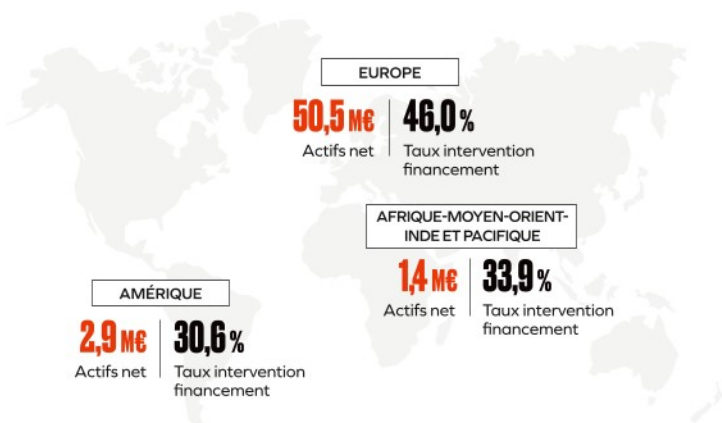 EUROPE
50,5 M€ 46,0 %
Actifs net Taux intervention
financement
AFRIQUE-MOYEN-ORIENT-
INDE ET PACIFIQUE
1,4 M€ 33,9 %
Actifs net Taux intervention
financement
AMÉRIQUE
2,9 M€ 30,6 %
Actifs net Taux intervention
financement